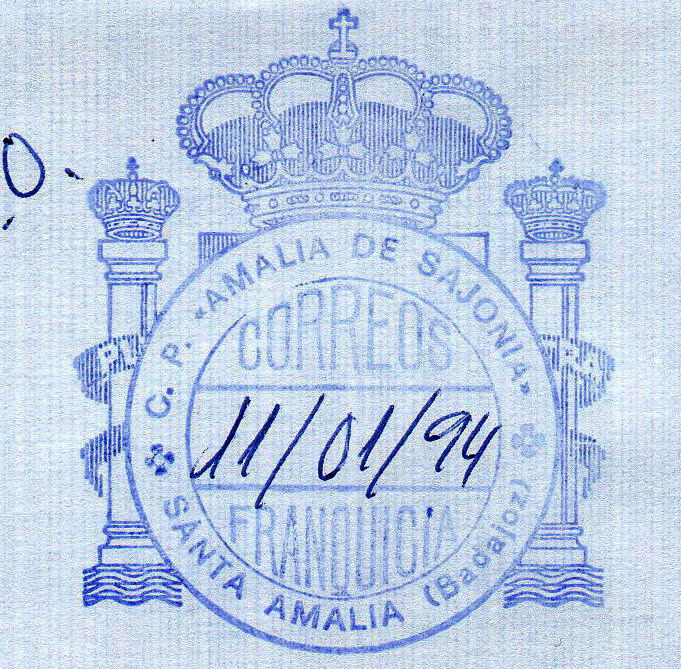 O.
C. P. «AMALIA DE SAJONIA»
CORREOS
11/01/94
FRANQUICIA
SANTA AMALIA (Badajoz)